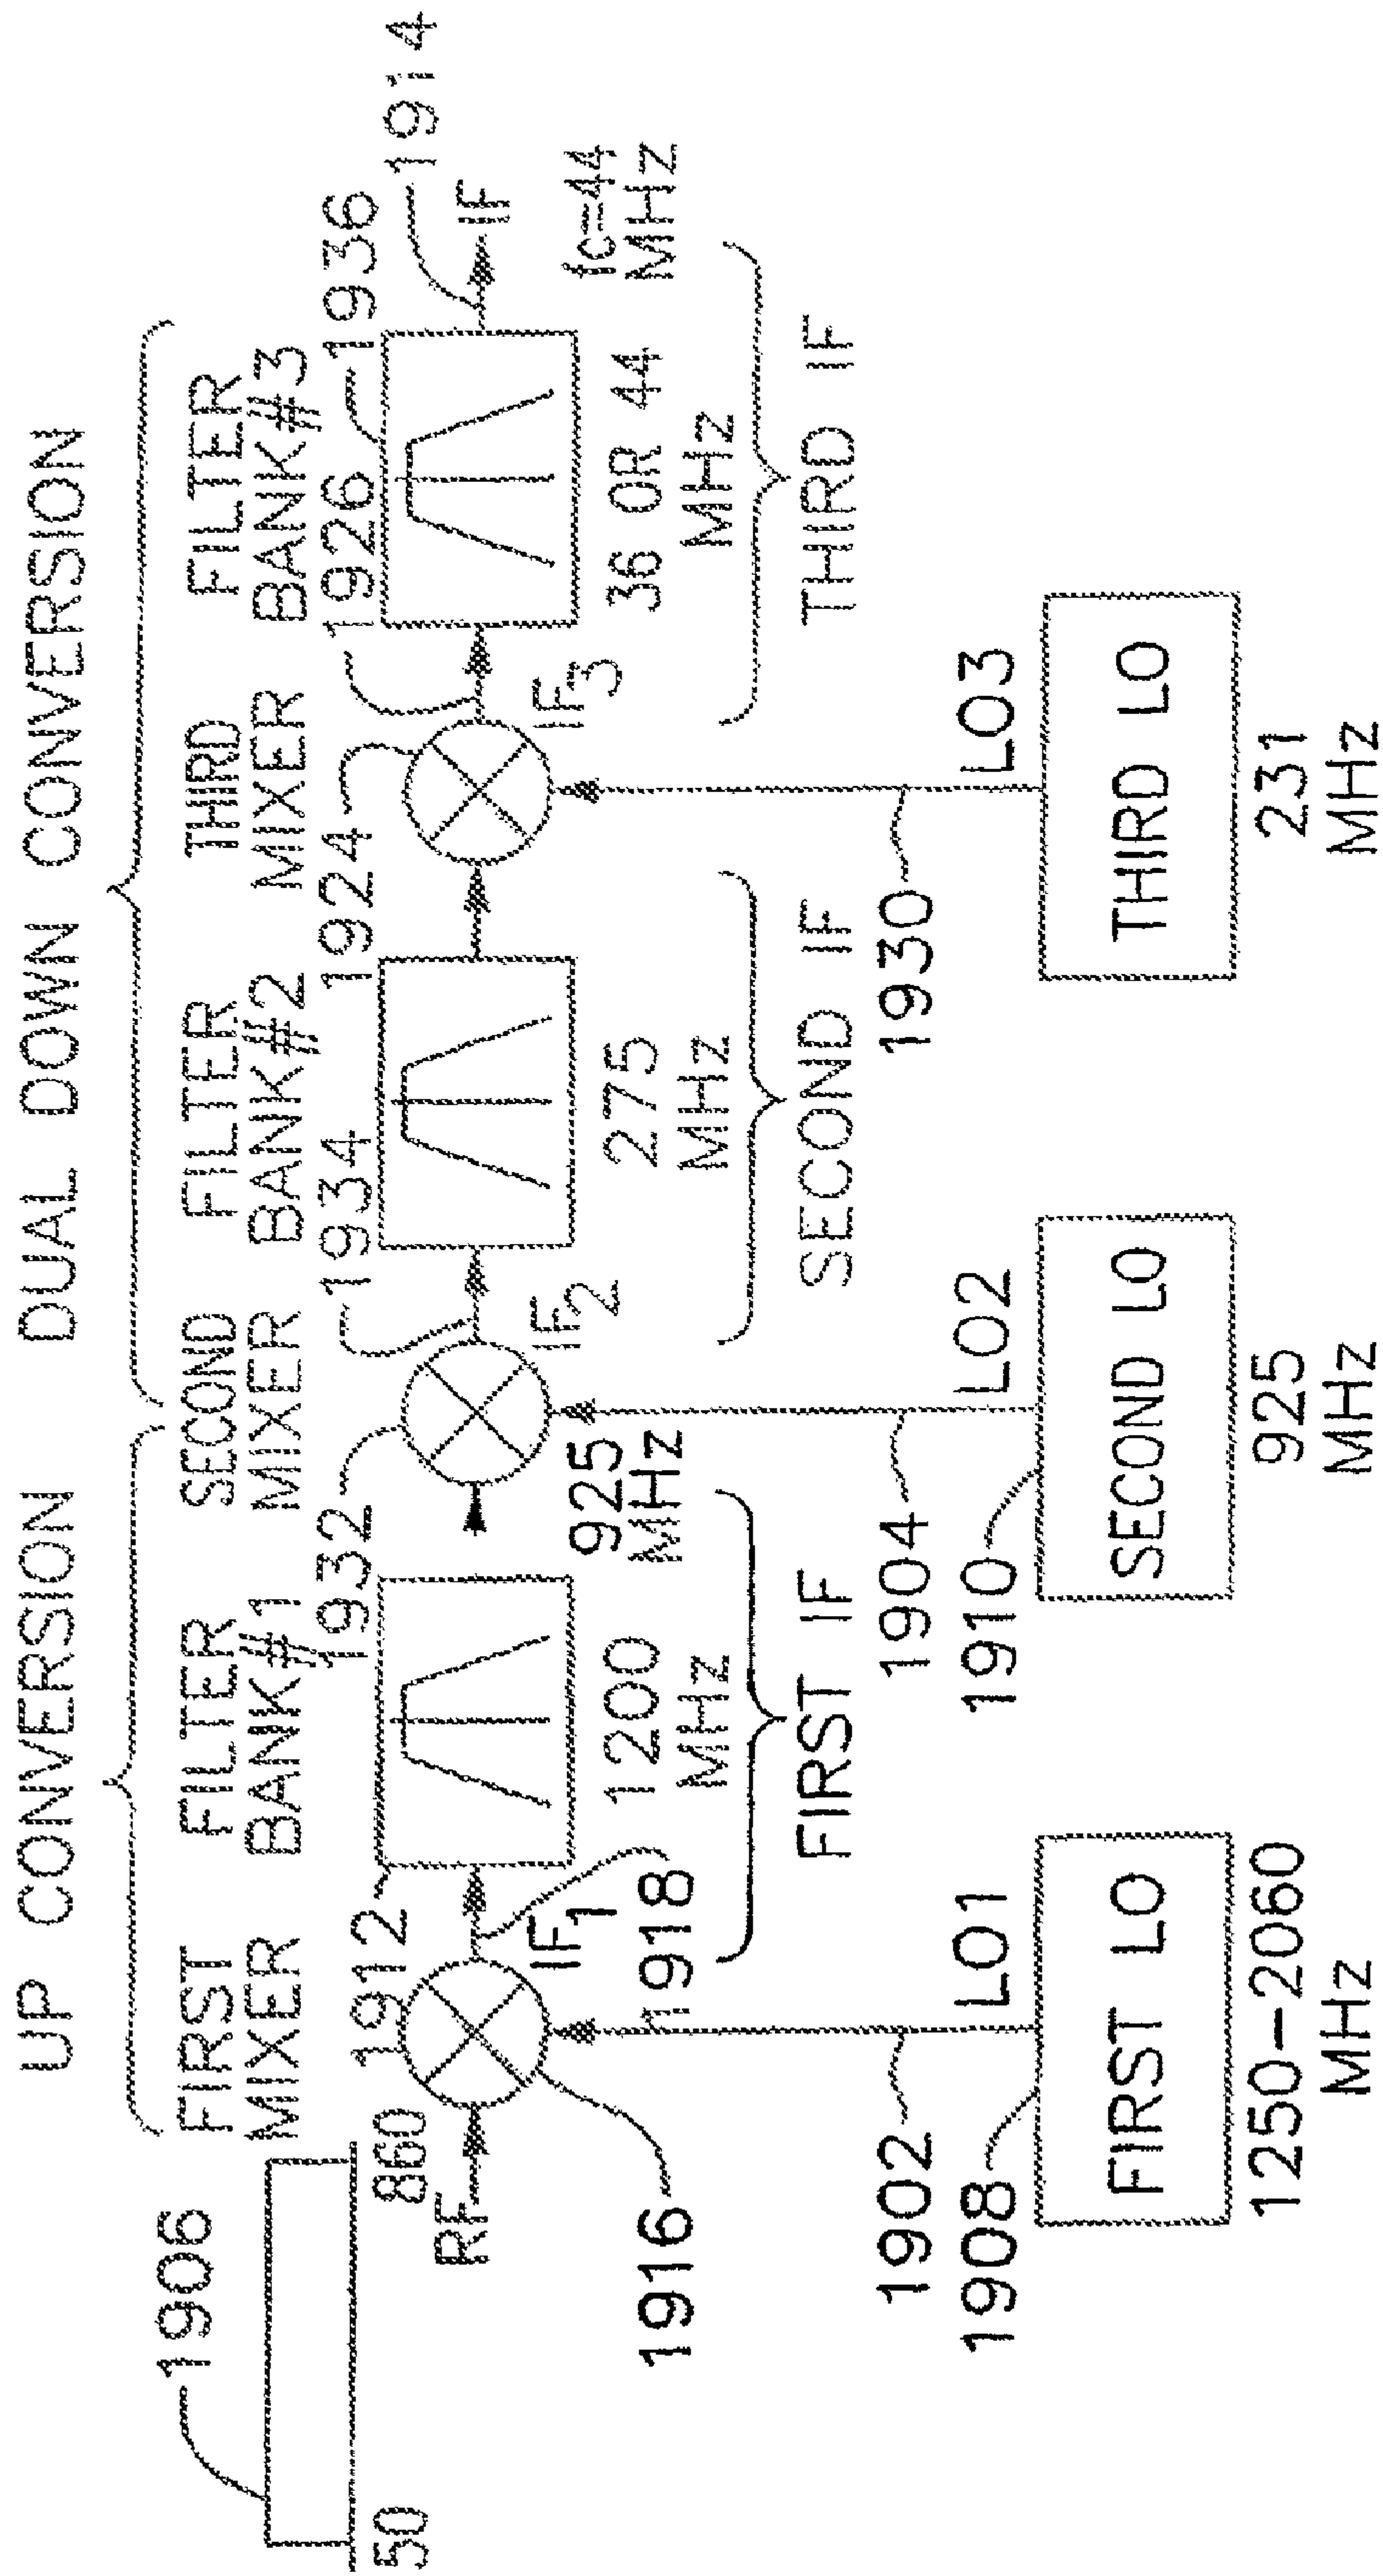 UP CONVERSION
DUAL DOWN CONVERSION
1906
FIRST
MIXER
FILTER
BANK#1
SECOND
MIXER
FILTER
BANK#2
THIRD
MIXER
FILTER
BANK#3
50
860
1912
1932
1934
1924
1926
1936
1914
RF
IF1
IF2
IF3
IF
1916
1918
1200
MHz
925
MHz
275
MHz
36 OR 44
MHz
fc=44
MHz
FIRST IF
SECOND IF
THIRD IF
1902
1904
1930
1908
LO1
1910
LO2
LO3
FIRST LO
SECOND LO
THIRD LO
1250-2060
MHz
925
MHz
231
MHz